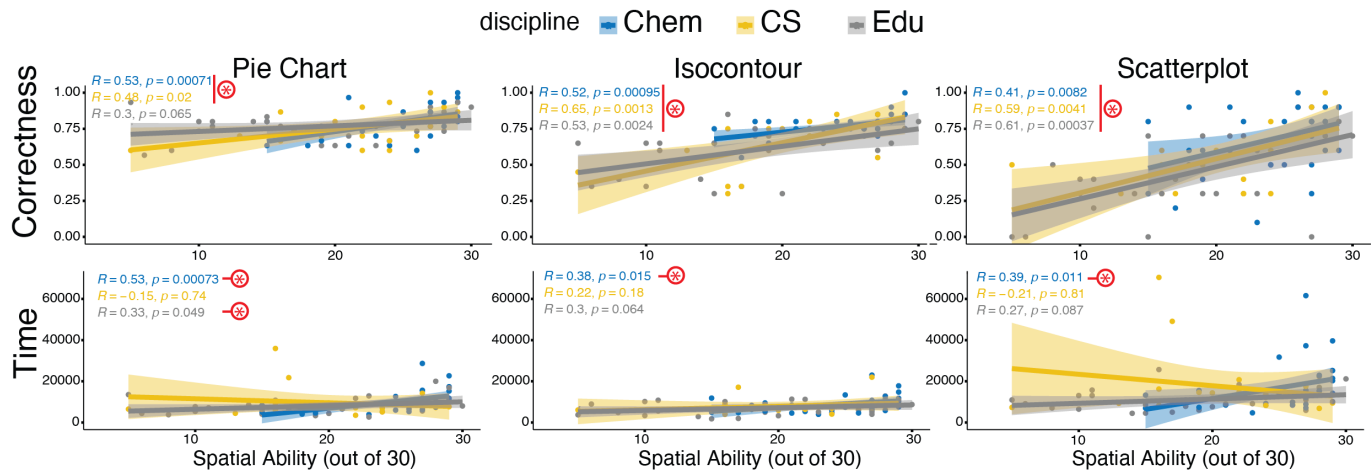 discipline Chem CS Edu
Pie Chart Isocontour Scatterplot
Correctness
R = 0.53, p = 0.00071
R = 0.48, p = 0.02
R = 0.3, p = 0.065
1.00
0.75
0.50
0.25
0.00
10 20 30
R = 0.52, p = 0.00095
R = 0.65, p = 0.0013
R = 0.53, p = 0.0024
1.00
0.75
0.50
0.25
0.00
10 20 30
R = 0.41, p = 0.0082
R = 0.59, p = 0.0041
R = 0.61, p = 0.00037
1.00
0.75
0.50
0.25
0.00
10 20 30
Time
R = 0.53, p = 0.00073
R = −0.15, p = 0.74
R = 0.33, p = 0.049
60000
40000
20000
0
10 20 30
Spatial Ability (out of 30)
R = 0.38, p = 0.015
R = 0.22, p = 0.18
R = 0.3, p = 0.064
60000
40000
20000
0
10 20 30
Spatial Ability (out of 30)
R = 0.39, p = 0.011
R = −0.21, p = 0.81
R = 0.27, p = 0.087
60000
40000
20000
0
10 20 30
Spatial Ability (out of 30)